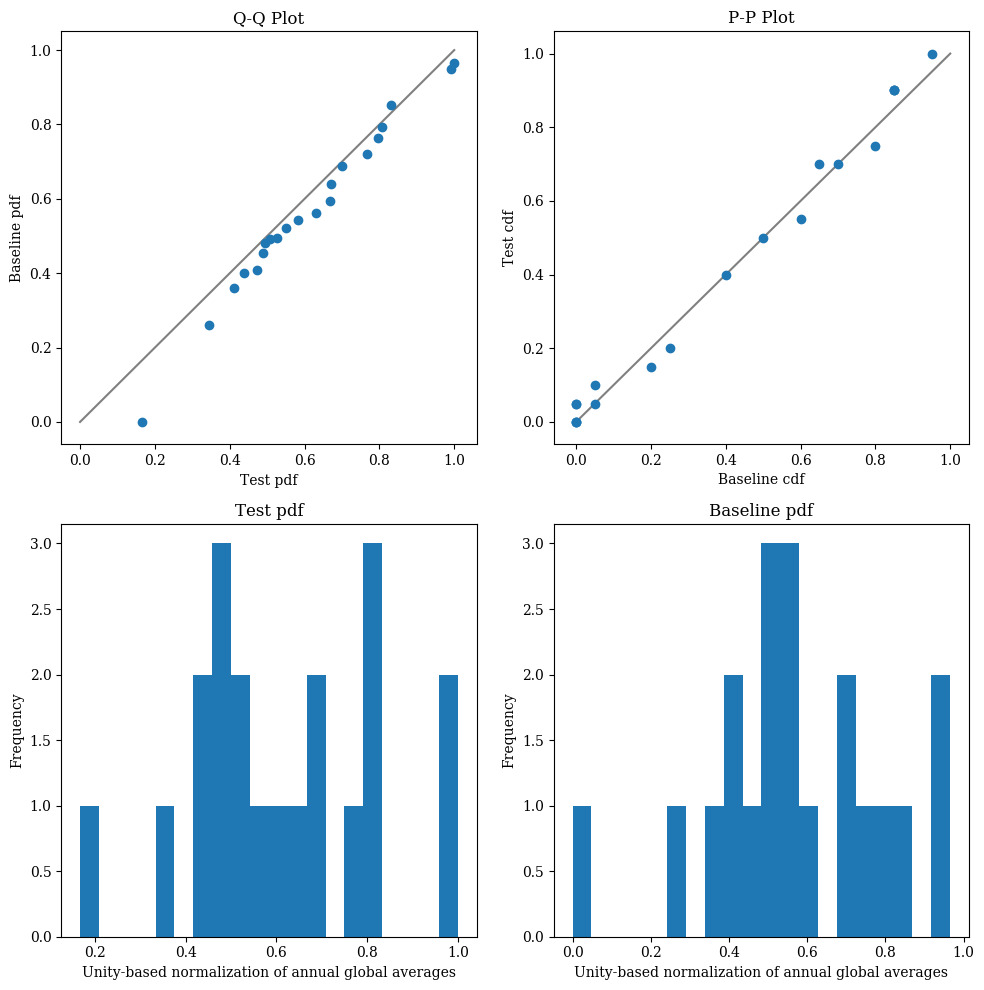 Q-Q Plot
1.0
0.8
0.6
0.4
0.2
0.0
Baseline pdf
0.0 0.2 0.4 0.6 0.8 1.0
Test pdf
P-P Plot
1.0
0.8
0.6
0.4
0.2
0.0
Test cdf
0.0 0.2 0.4 0.6 0.8 1.0
Baseline cdf
Test pdf
3.0
2.5
2.0
1.5
1.0
0.5
0.0
Frequency
0.2 0.4 0.6 0.8 1.0
Unity-based normalization of annual global averages
Baseline pdf
3.0
2.5
2.0
1.5
1.0
0.5
0.0
Frequency
0.0 0.2 0.4 0.6 0.8 1.0
Unity-based normalization of annual global averages